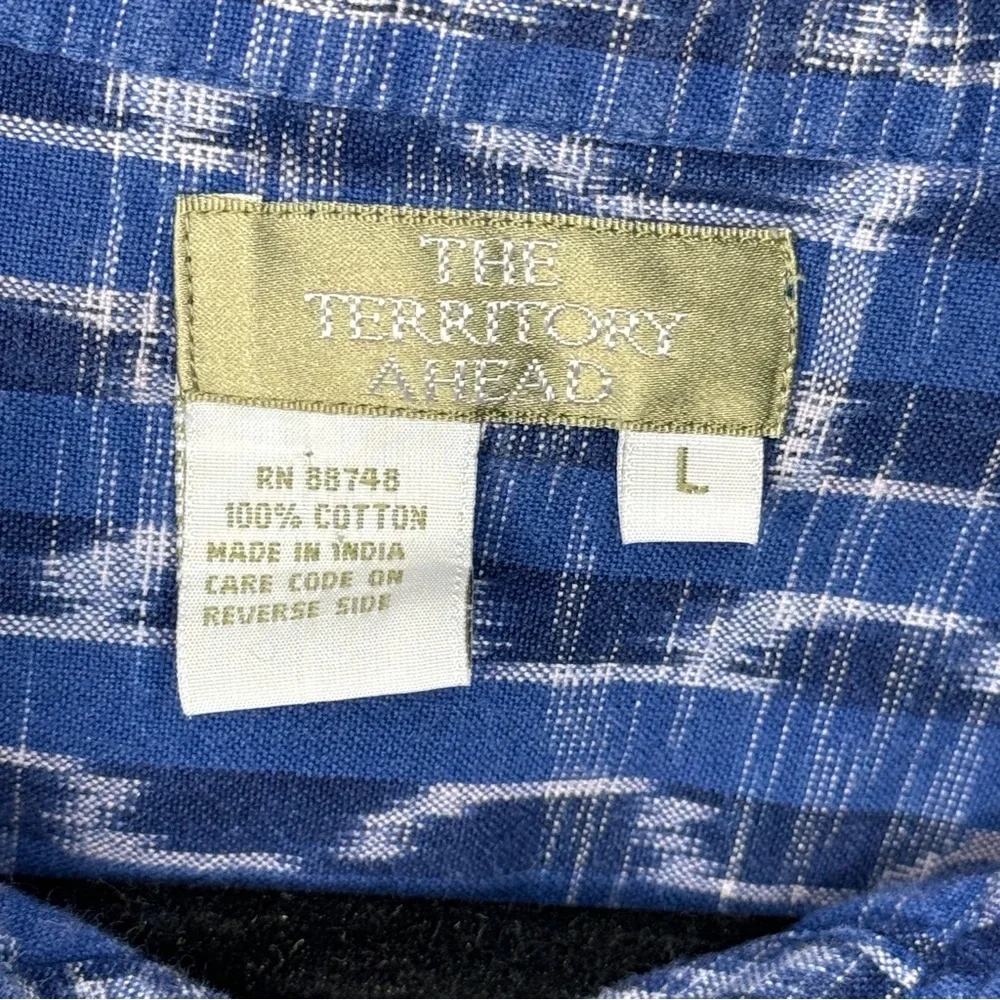 THE
TERRITORY
AHEAD
L
RN 88748
100% COTTON
MADE IN INDIA
CARE CODE ON
REVERSE SIDE